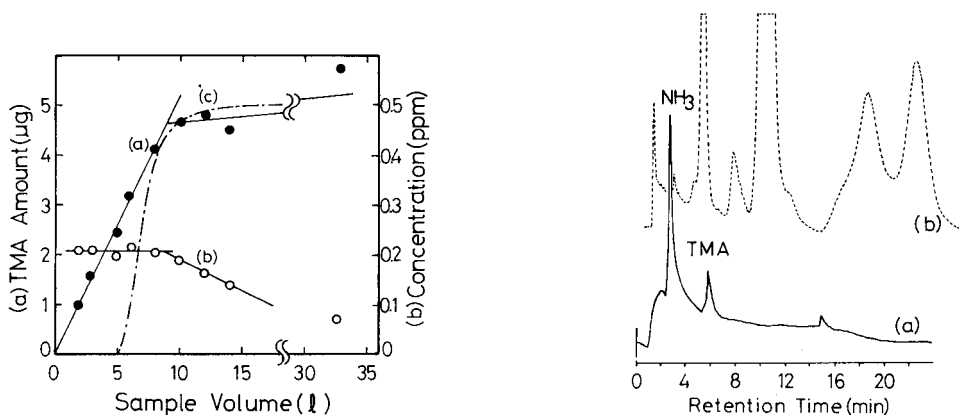 (a) TMA Amount(μg)
5
4
3
2
1
0
(a)
(c)
(b)
0.5
0.4
0.3
0.2
0.1
0
(b) Concentration(ppm)
0 5 10 15 30 35
Sample Volume(ℓ)
NH3
TMA
(b)
(a)
0 4 8 12 16 20
Retention Time(min)